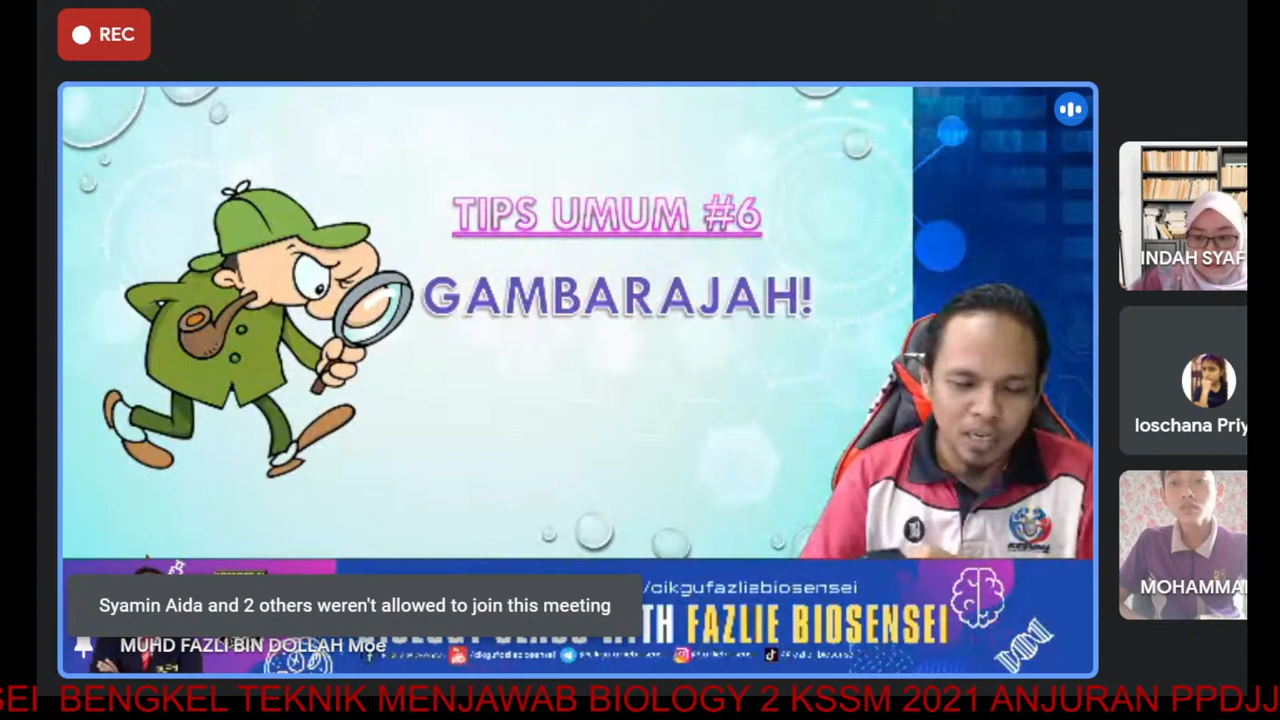 REC
TIPS UMUM #6
GAMBARAJAH!
INDAH SYAF
loschana Priy
MOHAMMA
/cikgufazliebiosensei
TH FAZLIE BIOSENSEI
Syamin Aida and 2 others weren't allowed to join this meeting
MUHD FAZLI BIN DOLLAH Moe
SEI BENGKEL TEKNIK MENJAWAB BIOLOGY 2 KSSM 2021 ANJURAN PPDJJ